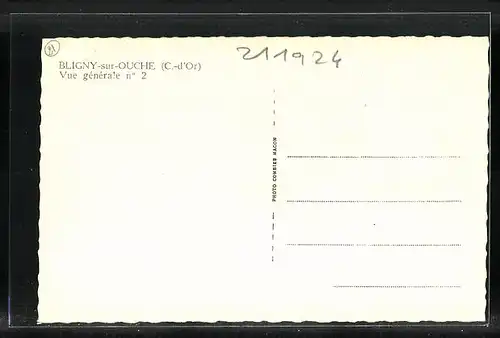 211924
BLIGNY-sur-OUCHE (C.-d'Or)
Vue générale n° 2
PHOTO COMBIER MACON